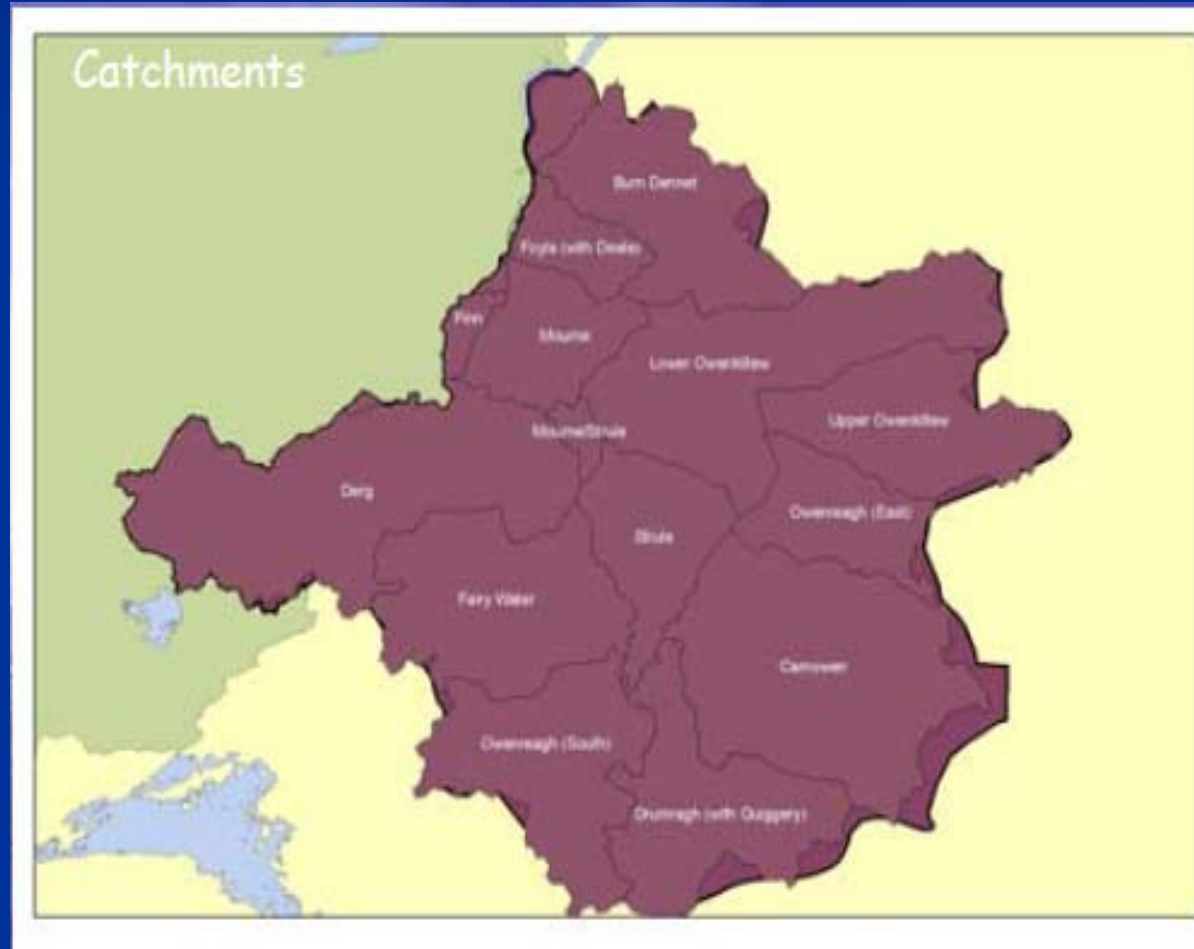 Catchments
Burn Dennet
Foyle (with Deele)
Finn
Mourne
Lower Owenkillew
Upper Owenkillew
Mourne/Strule
Derg
Owenreagh (East)
Strule
Fairy Water
Camowen
Owenreagh (South)
Drumragh (with Quiggery)